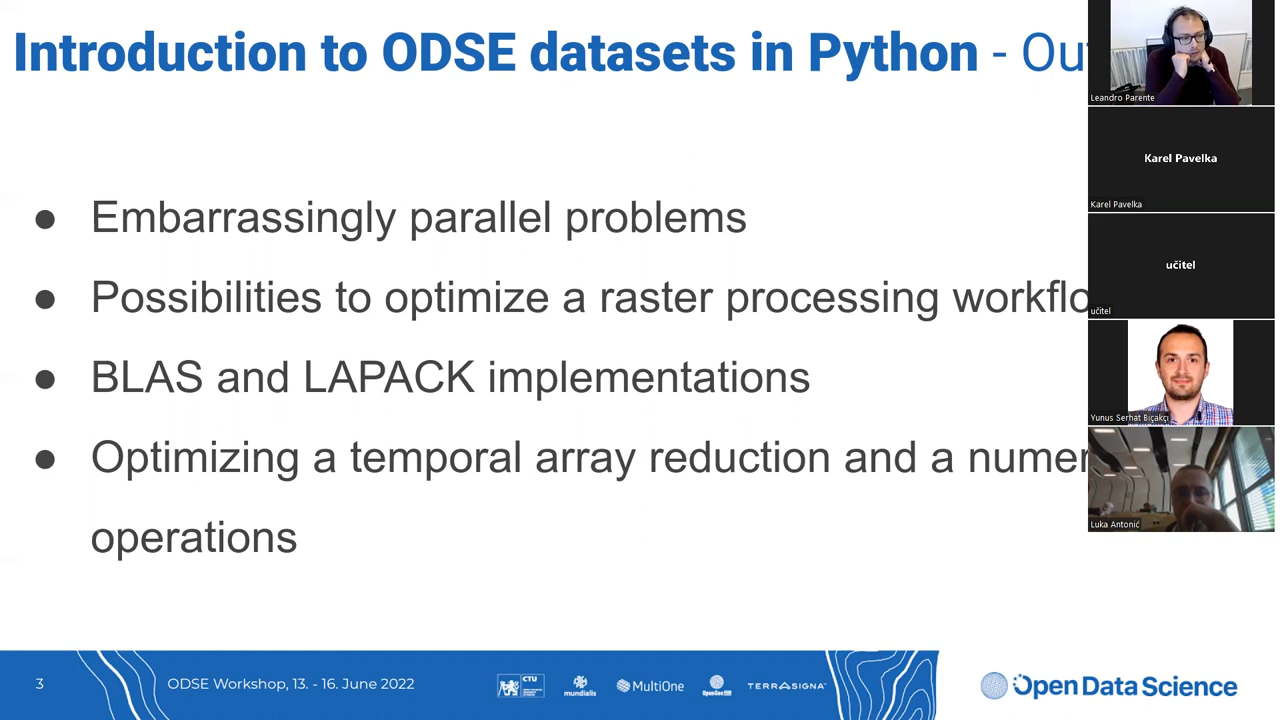 Introduction to ODSE datasets in Python - Ou
● Embarrassingly parallel problems
● Possibilities to optimize a raster processing workflo
● BLAS and LAPACK implementations
● Optimizing a temporal array reduction and a numer
operations
Leandro Parente
Karel Pavelka
Karel Pavelka
učitel
učitel
Yunus Serhat Bıçakçı
Luka Antonić
3
ODSE Workshop, 13. - 16. June 2022
CTU
mundialis
MultiOne
OpenGeoHub
TERRASIGNA
Open Data Science